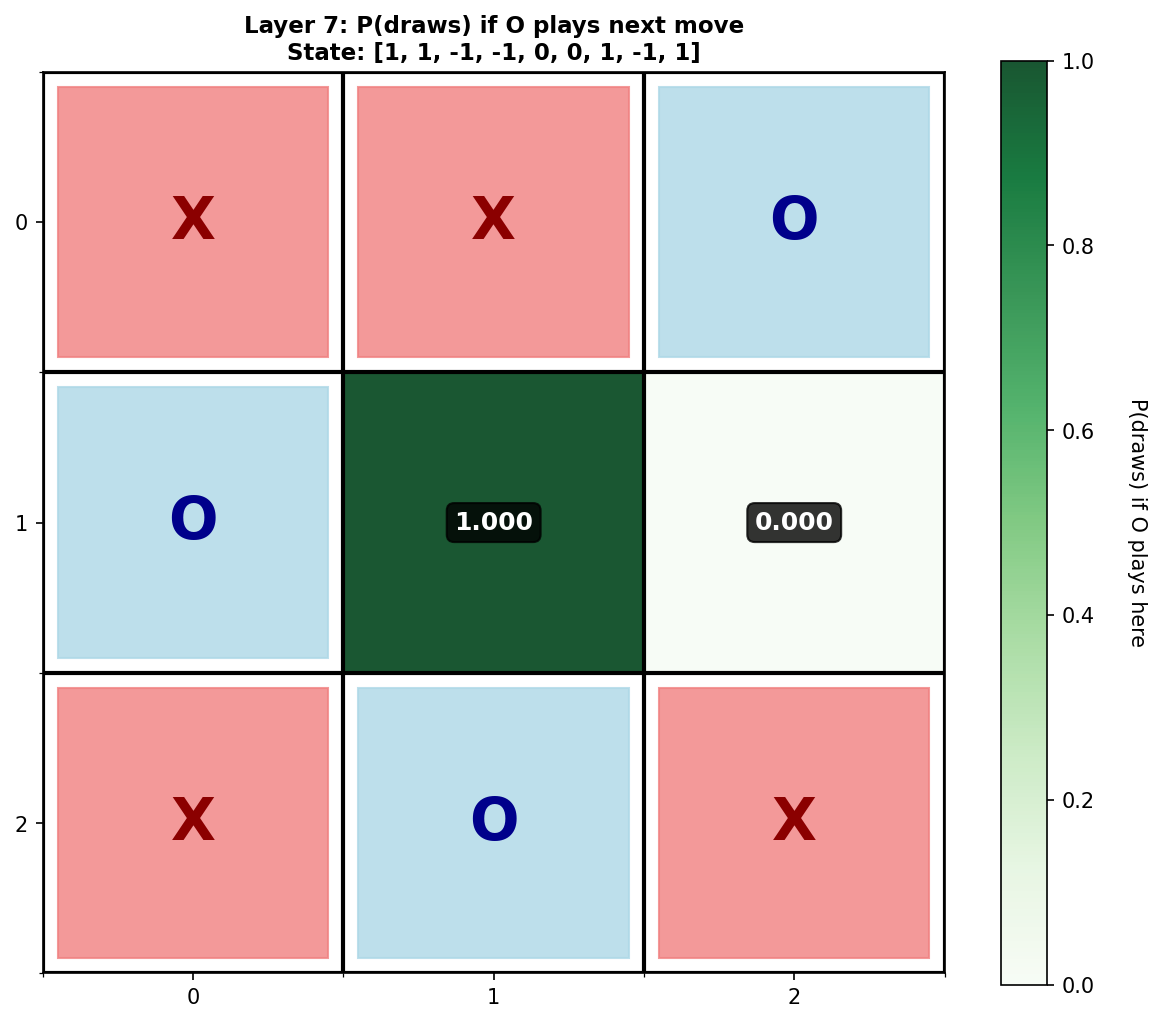 Layer 7: P(draws) if O plays next move
State: [1, 1, -1, -1, 0, 0, 1, -1, 1]
0
X
X
O
1
O
1.000
0.000
2
X
O
X
0
1
2
1.0
0.8
0.6
0.4
0.2
0.0
P(draws) if O plays here